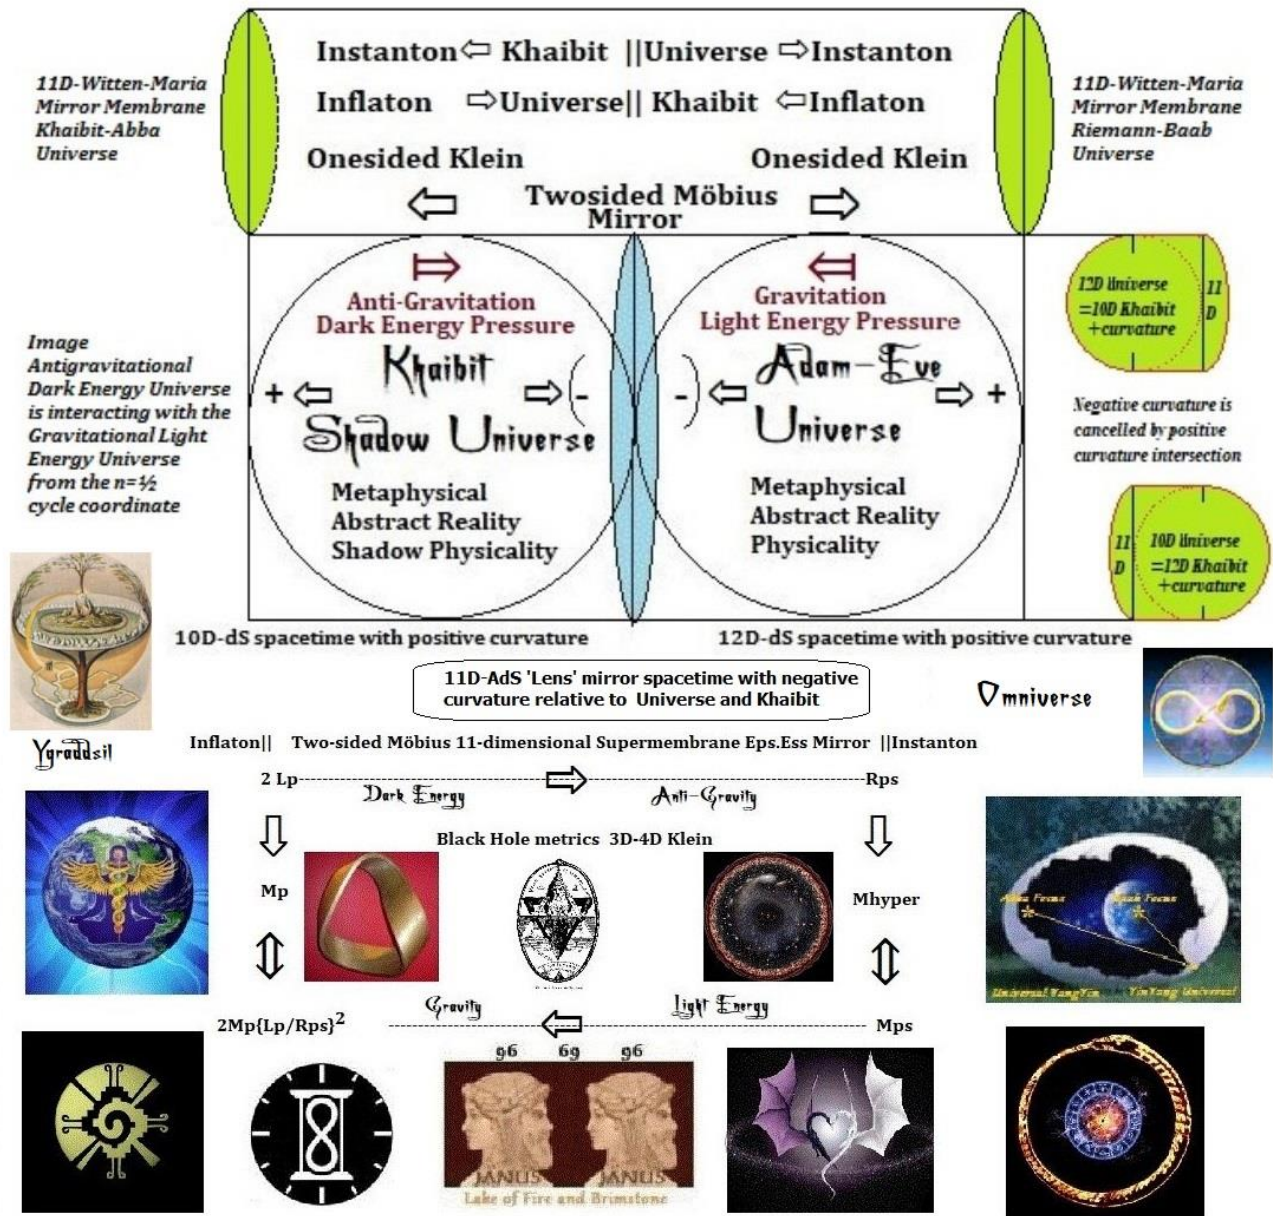 Instanton⇦ Khaibit ||Universe ⇨Instanton
Inflaton ⇨Universe|| Khaibit ⇦Inflaton
Onesided Klein
Onesided Klein
Twosided Möbius
Mirror
11D-Witten-Maria
Mirror Membrane
Khaibit-Abba
Universe
11D-Witten-Maria
Mirror Membrane
Riemann-Baab
Universe
Anti-Gravitation
Dark Energy Pressure
Khaibit
Shadow Universe
+
(-
Metaphysical
Abstract Reality
Shadow Physicality
Gravitation
Light Energy Pressure
Adam-Eve
Universe
-)
+
Metaphysical
Abstract Reality
Physicality
Image
Antigravitational
Dark Energy Universe
is interacting with the
Gravitational Light
Energy Universe
from the n=½
cycle coordinate
12D Universe
=10D Khaibit
+curvature
11
D
Negative curvature is
cancelled by positive
curvature intersection
11
D
10D Universe
=12D Khaibit
+curvature
10D-dS spacetime with positive curvature
12D-dS spacetime with positive curvature
11D-AdS 'Lens' mirror spacetime with negative
curvature relative to Universe and Khaibit
Omniverse
Ygraddsil
Inflaton|| Two-sided Möbius 11-dimensional Supermembrane Eps.Ess Mirror ||Instanton
2 Lp
Rps
Dark Energy
Anti-Gravity
Black Hole metrics 3D-4D Klein
Mp
Mhyper
Abba Focus
Baab Focus
Universal YangYin
YinYang Universal
Gravity
Light Energy
2Mp{Lp/Rps}²
Mps
96 69 96
JANUS JANUS
Lake of Fire and Brimstone